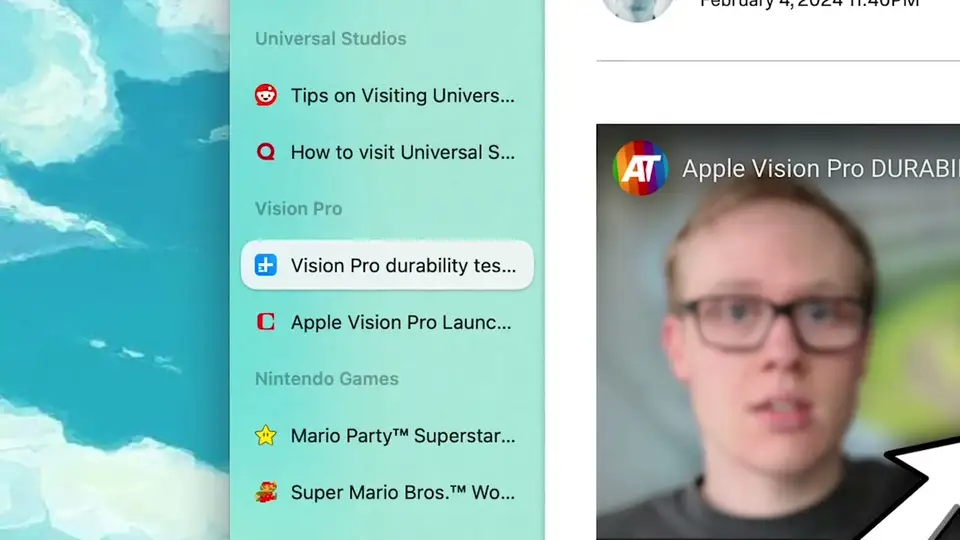 Universal Studios
Tips on Visiting Univers...
How to visit Universal S...
Vision Pro
Vision Pro durability tes...
Apple Vision Pro Launc...
Nintendo Games
Mario Party™ Superstar...
Super Mario Bros.™ Wo...
February 4, 2024 11:40PM
AT
Apple Vision Pro DURABI